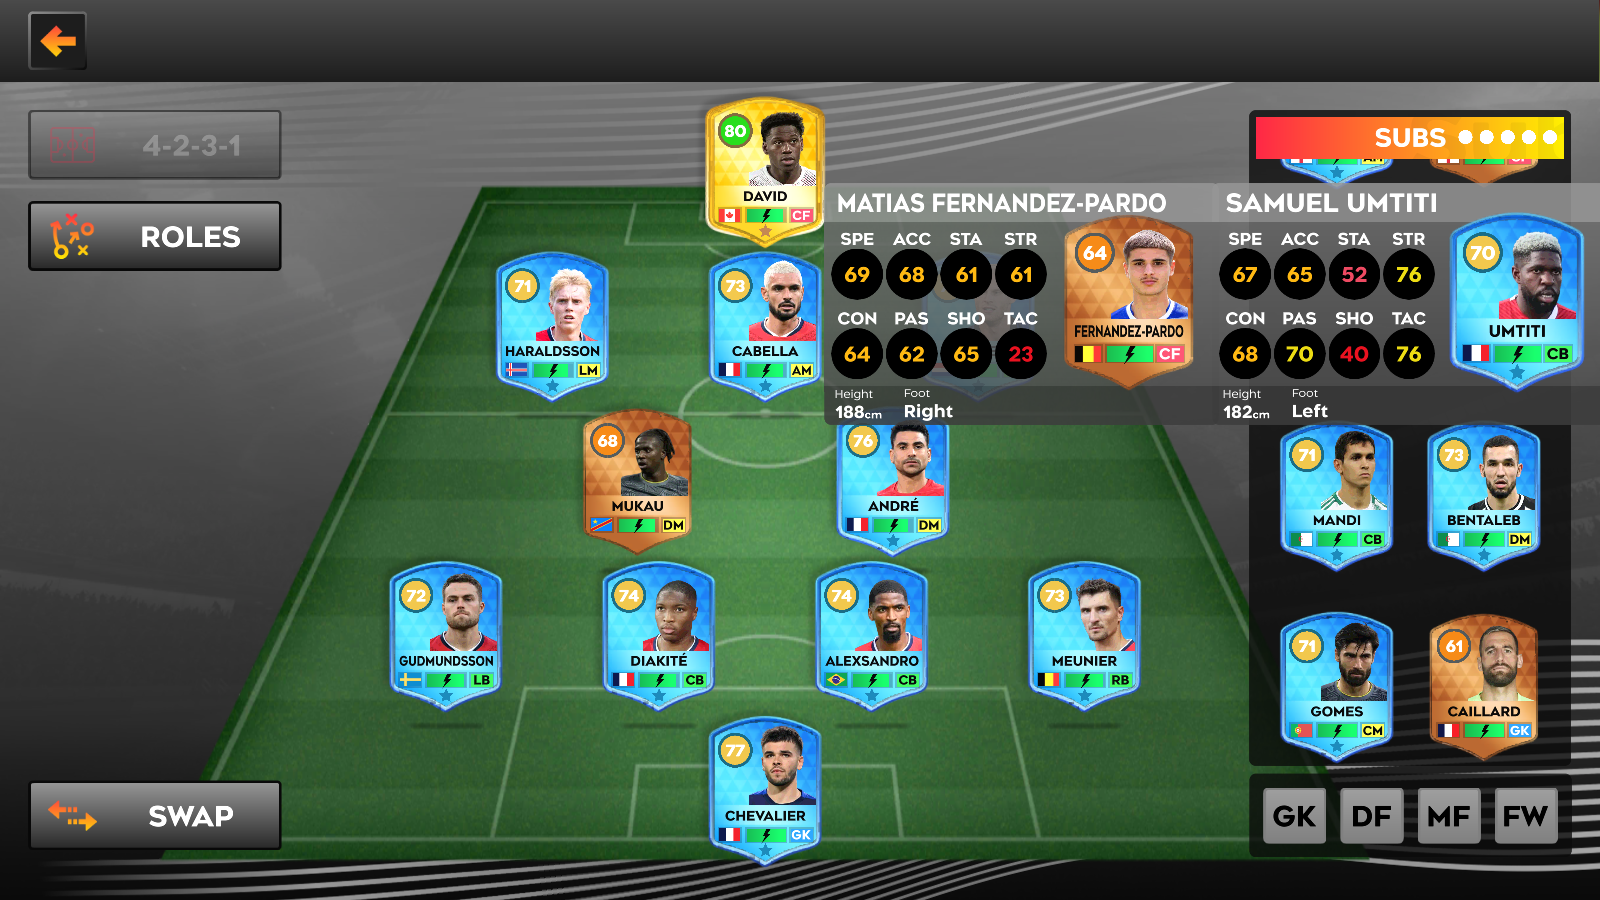 4-2-3-1
ROLES
SWAP
80
DAVID
CF
71
HARALDSSON
LM
73
CABELLA
AM
68
MUKAU
DM
76
ANDRÉ
DM
72
GUDMUNDSSON
LB
74
DIAKITÉ
CB
74
ALEXSANDRO
CB
73
MEUNIER
RB
77
CHEVALIER
GK
MATIAS FERNANDEZ-PARDO
SPE ACC STA STR
69 68 61 61
CON PAS SHO TAC
64 62 65 23
Height Foot
188cm Right
64
FERNANDEZ-PARDO
CF
SUBS
SAMUEL UMTITI
SPE ACC STA STR
67 65 52 76
CON PAS SHO TAC
68 70 40 76
Height Foot
182cm Left
70
UMTITI
CB
71
MANDI
CB
73
BENTALEB
DM
71
GOMES
CM
61
CAILLARD
GK
GK DF MF FW